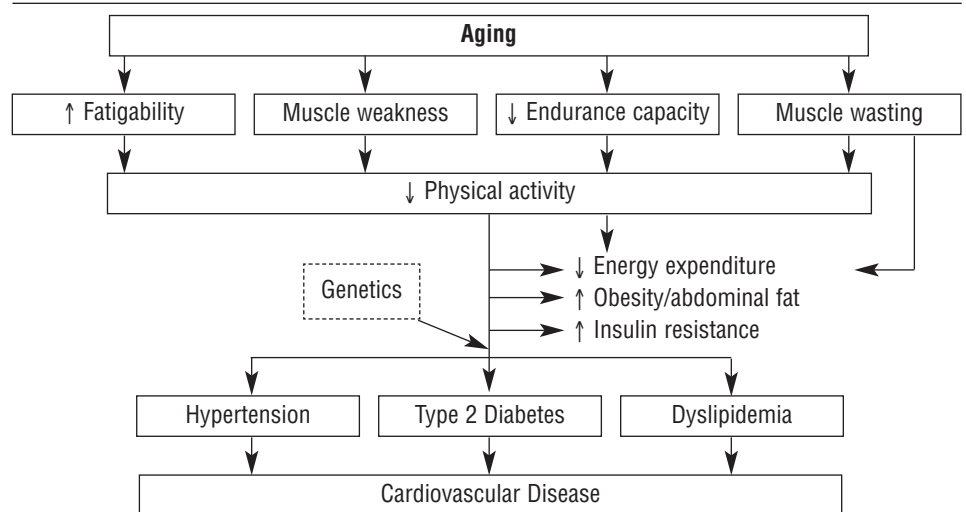 Aging
↑ Fatigability
Muscle weakness
↓ Endurance capacity
Muscle wasting
↓ Physical activity
↓ Energy expenditure
Genetics
↑ Obesity/abdominal fat
↑ Insulin resistance
Hypertension
Type 2 Diabetes
Dyslipidemia
Cardiovascular Disease